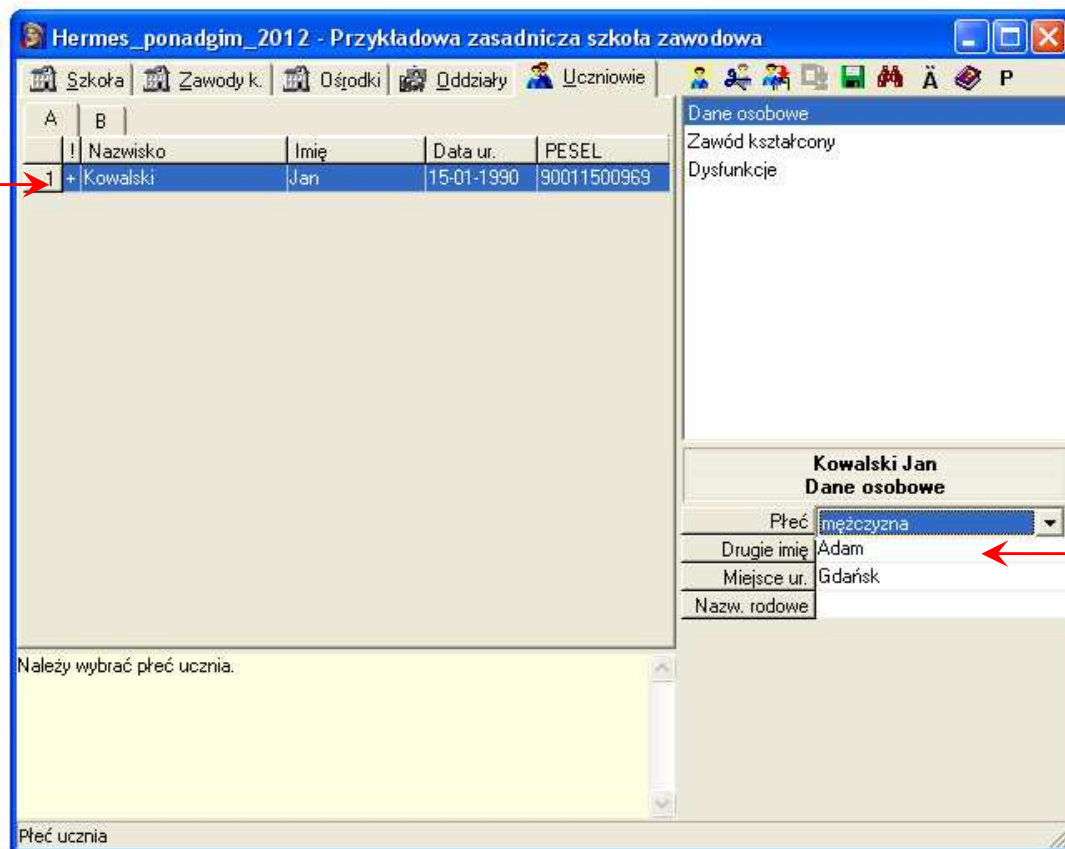 Hermes_ponadgim_2012 - Przykładowa zasadnicza szkoła zawodowa
Szkoła Zawody k. Ośrodki Oddziały Uczniowie Ä P
A B
! Nazwisko Imię Data ur. PESEL
1 + Kowalski Jan 15-01-1990 90011500969
Dane osobowe
Zawód kształcony
Dysfunkcje
Kowalski Jan
Dane osobowe
Płeć mężczyzna
Drugie imię Adam
Miejsce ur. Gdańsk
Nazw. rodowe
Należy wybrać płeć ucznia.
Płeć ucznia